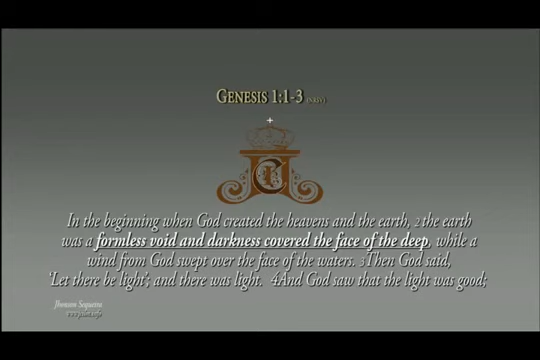 GENESIS 1:1-3 (NRSV)
In the beginning when God created the heavens and the earth, 2 the earth
was a formless void and darkness covered the face of the deep, while a
wind from God swept over the face of the waters. 3Then God said,
'Let there be light'; and there was light. 4And God saw that the light was good;